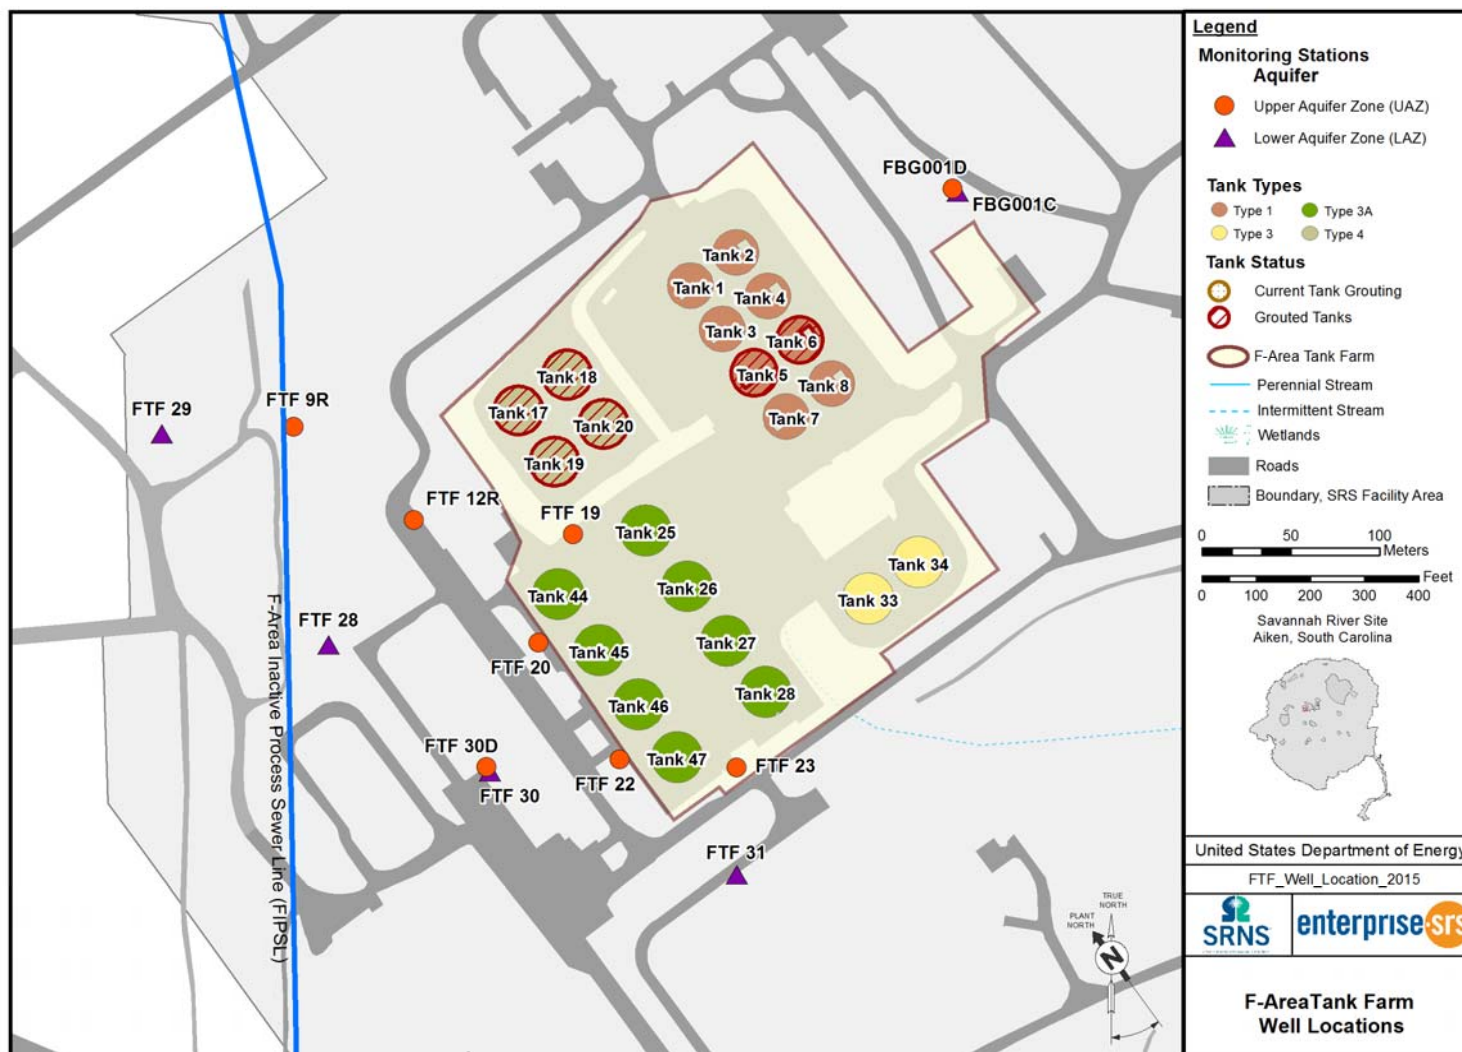 FBG001D
FBG001C
Tank 2
Tank 1
Tank 4
Tank 3
Tank 6
Tank 5
Tank 8
Tank 7
Tank 18
Tank 17
Tank 20
Tank 19
FTF 29
FTF 9R
FTF 12R
FTF 19
Tank 25
Tank 34
Tank 26
Tank 33
Tank 44
FTF 28
FTF 20
Tank 45
Tank 27
Tank 28
Tank 46
FTF 30D
FTF 30
FTF 22
Tank 47
FTF 23
FTF 31
F-Area Inactive Process Sewer Line (FIPSL)
TRUE
NORTH
PLANT
NORTH
N
Legend
Monitoring Stations
Aquifer
Upper Aquifer Zone (UAZ)
Lower Aquifer Zone (LAZ)
Tank Types
Type 1 Type 3A
Type 3 Type 4
Tank Status
Current Tank Grouting
Grouted Tanks
F-Area Tank Farm
Perennial Stream
Intermittent Stream
Wetlands
Roads
Boundary, SRS Facility Area
0 50 100
Meters
Feet
0 100 200 300 400
Savannah River Site
Aiken, South Carolina
United States Department of Energy
FTF_Well_Location_2015
SRNS
enterprise·srs
F-AreaTank Farm
Well Locations